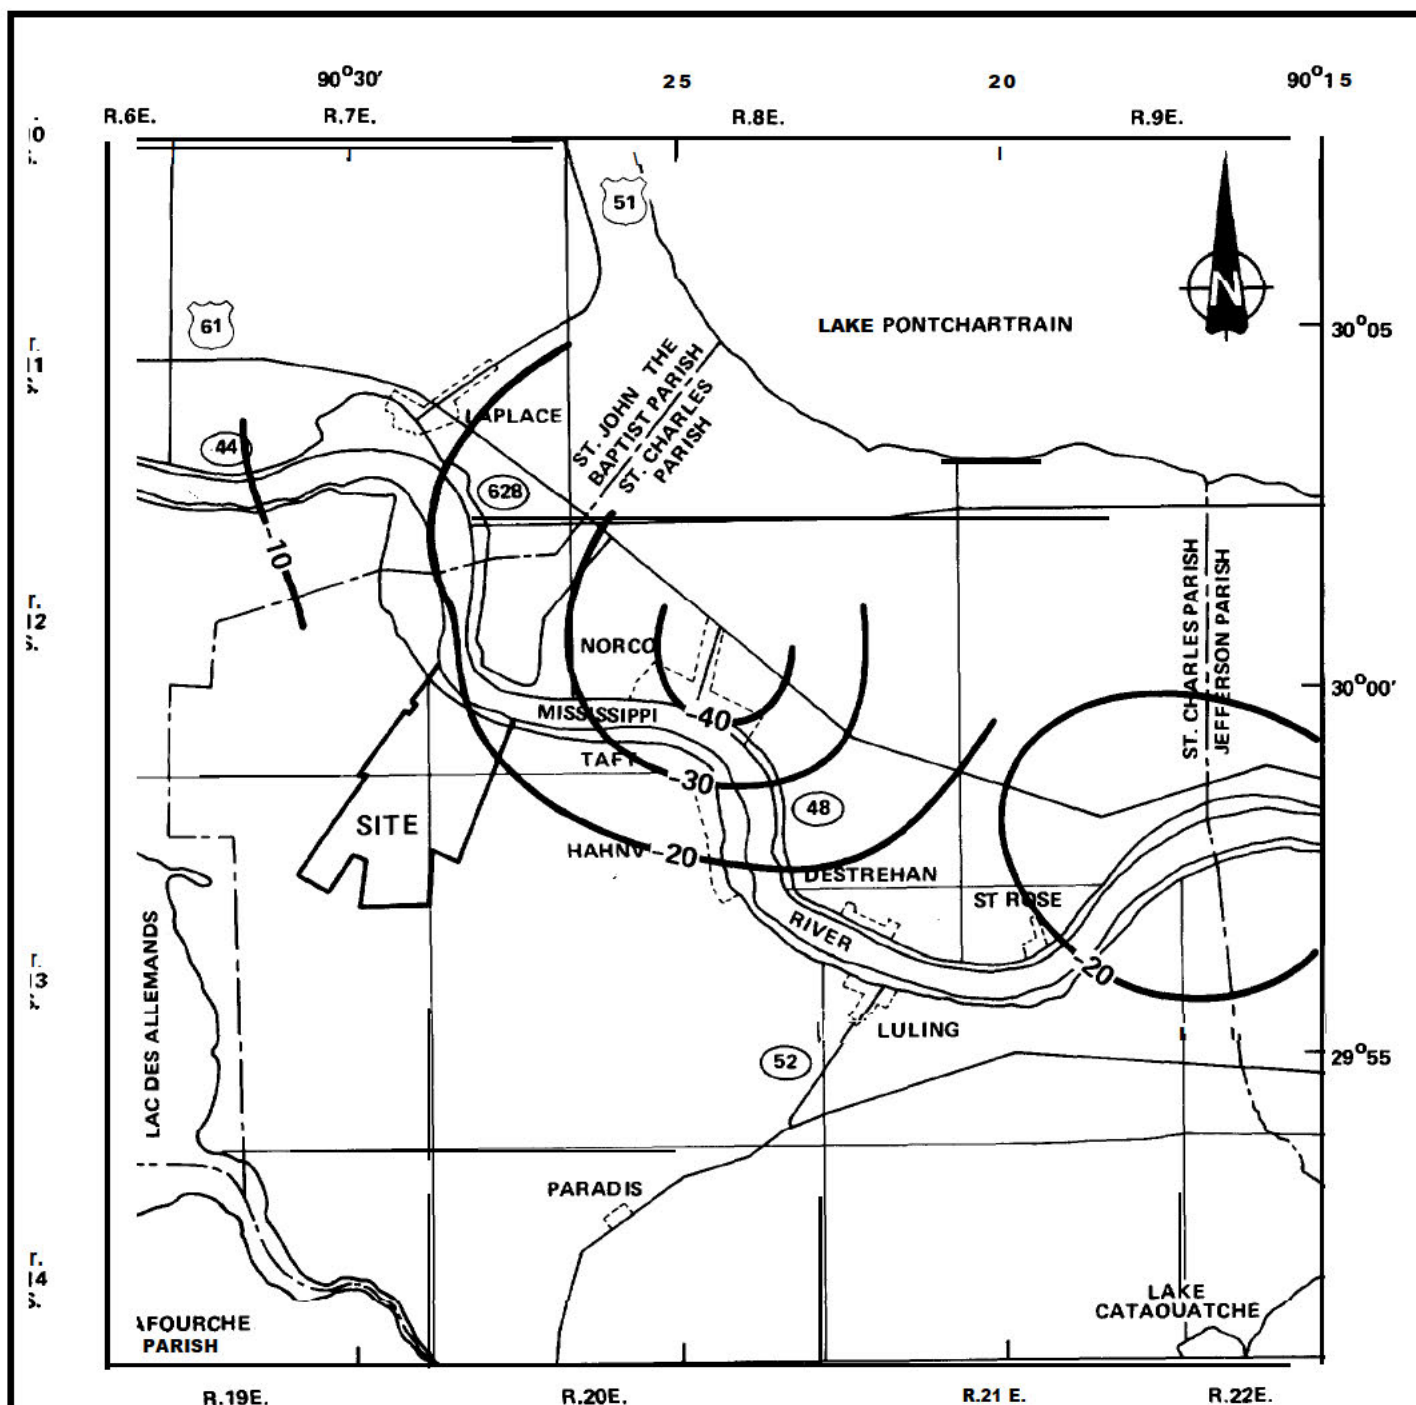 90°30′ 25 20 90°15
R.6E. R.7E. R.8E. R.9E.
51
61
LAKE PONTCHARTRAIN
N
30°05
ST. JOHN THE
BAPTIST PARISH
ST. CHARLES
PARISH
LAPLACE
44
628
-10
ST. CHARLES PARISH
JEFFERSON PARISH
NORCO
30°00′
MISSISSIPPI
-40
TAFT
-30
48
SITE
HAHNV
-20
DESTREHAN
ST ROSE
RIVER
-20
LAC DES ALLEMANDS
LULING
29°55
52
PARADIS
LAKE
CATAOUATCHE
AFOURCHE
PARISH
R.19E. R.20E. R.21 E. R.22E.